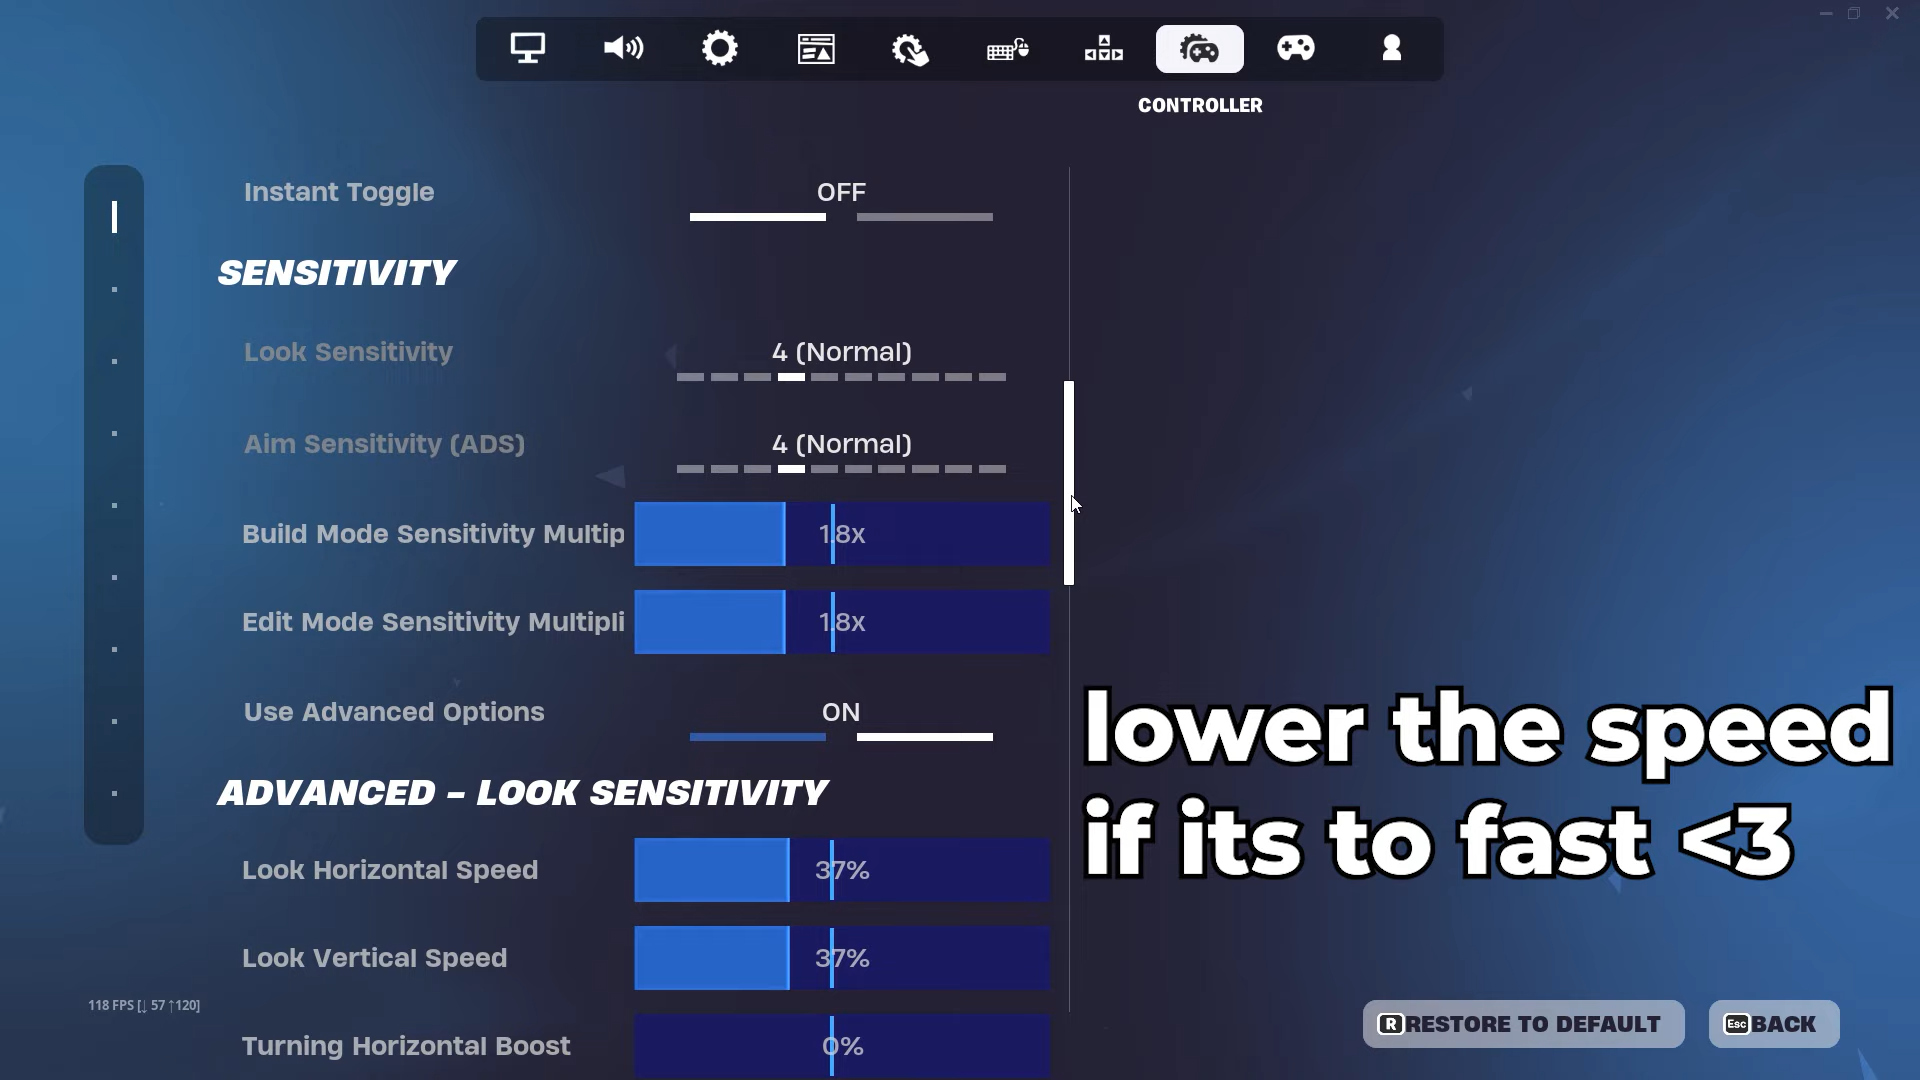 CONTROLLER
Instant Toggle OFF
SENSITIVITY
Look Sensitivity 4 (Normal)
Aim Sensitivity (ADS) 4 (Normal)
Build Mode Sensitivity Multip 1.8x
Edit Mode Sensitivity Multipli 1.8x
Use Advanced Options ON
ADVANCED - LOOK SENSITIVITY
Look Horizontal Speed 37%
Look Vertical Speed 37%
Turning Horizontal Boost 0%
lower the speed
if its to fast <3
118 FPS [↓ 57 ↑120]
R RESTORE TO DEFAULT
Esc BACK